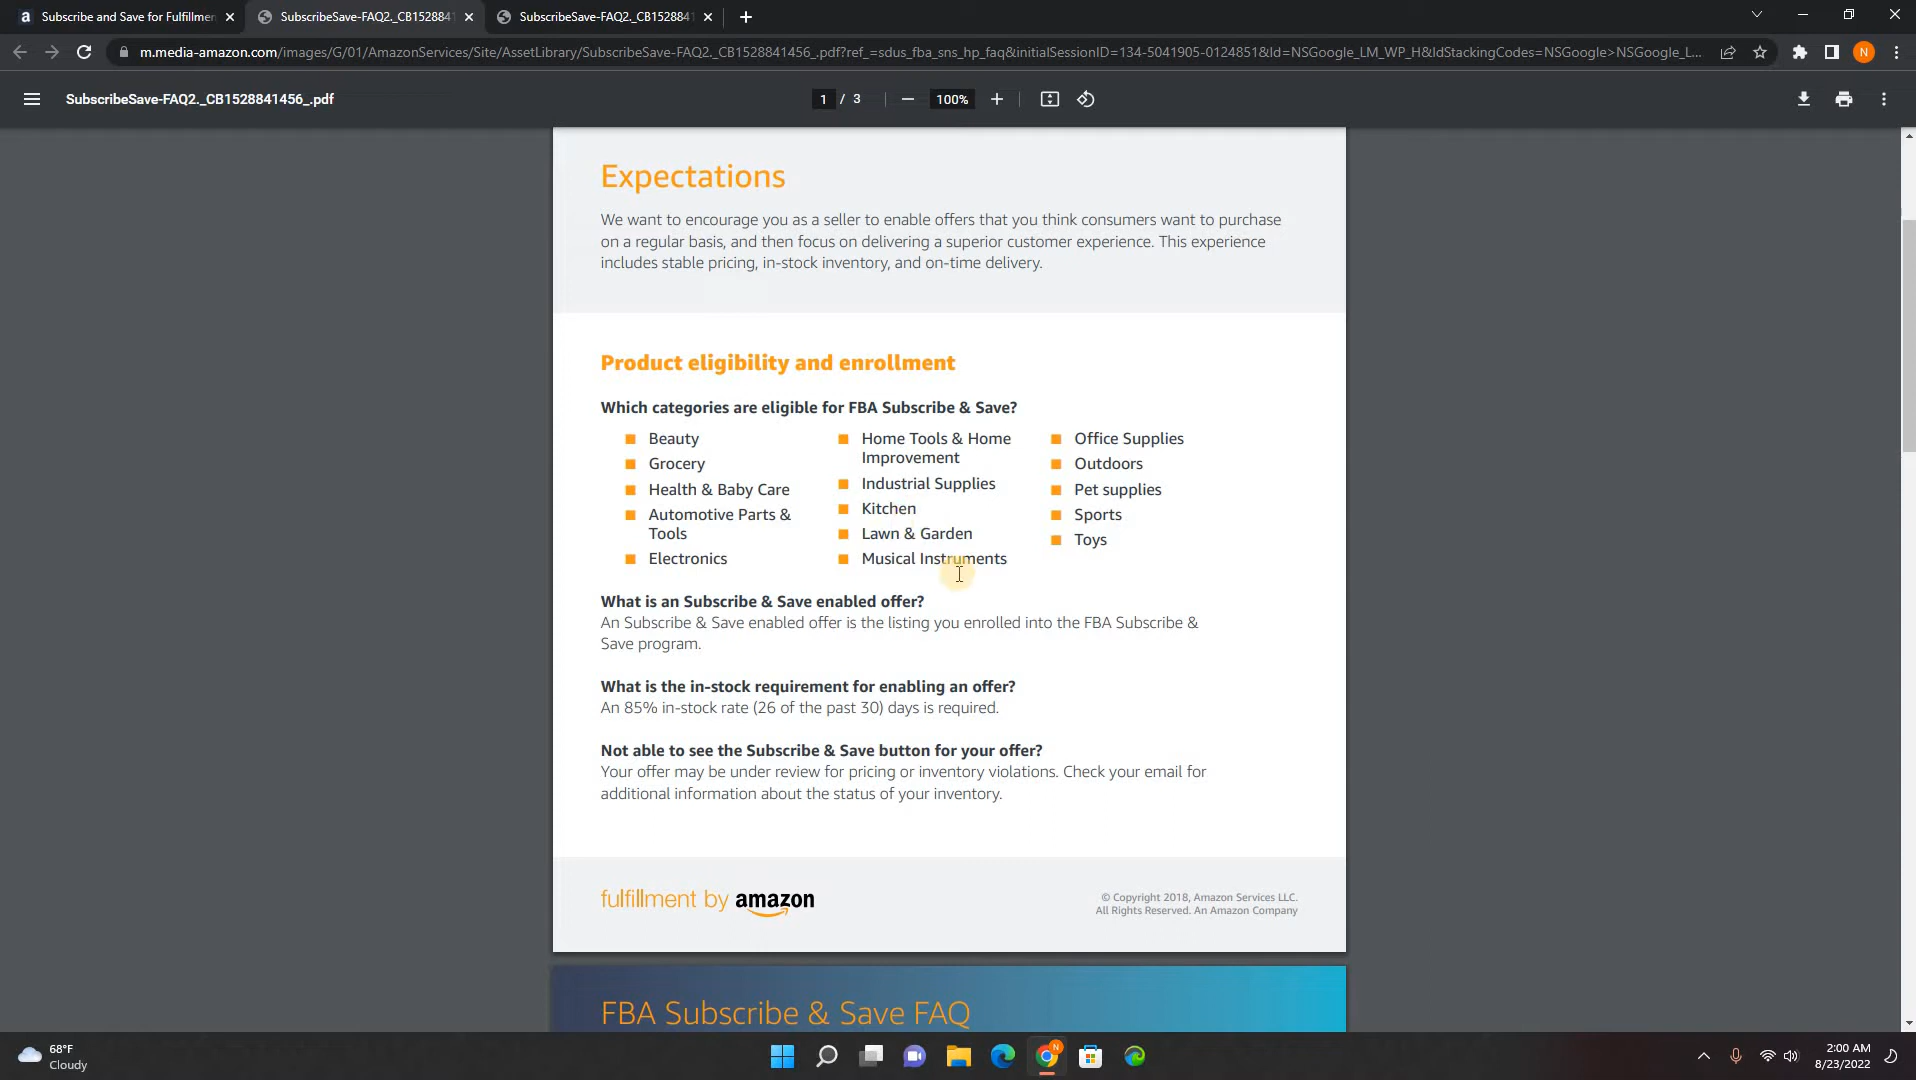 Subscribe and Save for Fulfillmen
SubscribeSave-FAQ2._CB1528841
SubscribeSave-FAQ2._CB1528841
m.media-amazon.com/images/G/01/AmazonServices/Site/AssetLibrary/SubscribeSave-FAQ2._CB1528841456_.pdf?ref_=sdus_fba_sns_hp_faq&initialSessionID=134-5041905-0124851&ld=NSGoogle_LM_WP_H&ldStackingCodes=NSGoogle>NSGoogle_L...
N
SubscribeSave-FAQ2._CB1528841456_.pdf
1 / 3
100%
Expectations
We want to encourage you as a seller to enable offers that you think consumers want to purchase
on a regular basis, and then focus on delivering a superior customer experience. This experience
includes stable pricing, in-stock inventory, and on-time delivery.
Product eligibility and enrollment
Which categories are eligible for FBA Subscribe & Save?
Beauty
Grocery
Health & Baby Care
Automotive Parts &
Tools
Electronics
Home Tools & Home
Improvement
Industrial Supplies
Kitchen
Lawn & Garden
Musical Instruments
Office Supplies
Outdoors
Pet supplies
Sports
Toys
What is an Subscribe & Save enabled offer?
An Subscribe & Save enabled offer is the listing you enrolled into the FBA Subscribe &
Save program.
What is the in-stock requirement for enabling an offer?
An 85% in-stock rate (26 of the past 30) days is required.
Not able to see the Subscribe & Save button for your offer?
Your offer may be under review for pricing or inventory violations. Check your email for
additional information about the status of your inventory.
fulfillment by amazon
© Copyright 2018, Amazon Services LLC.
All Rights Reserved. An Amazon Company
FBA Subscribe & Save FAQ
68°F
Cloudy
N
2:00 AM
8/23/2022